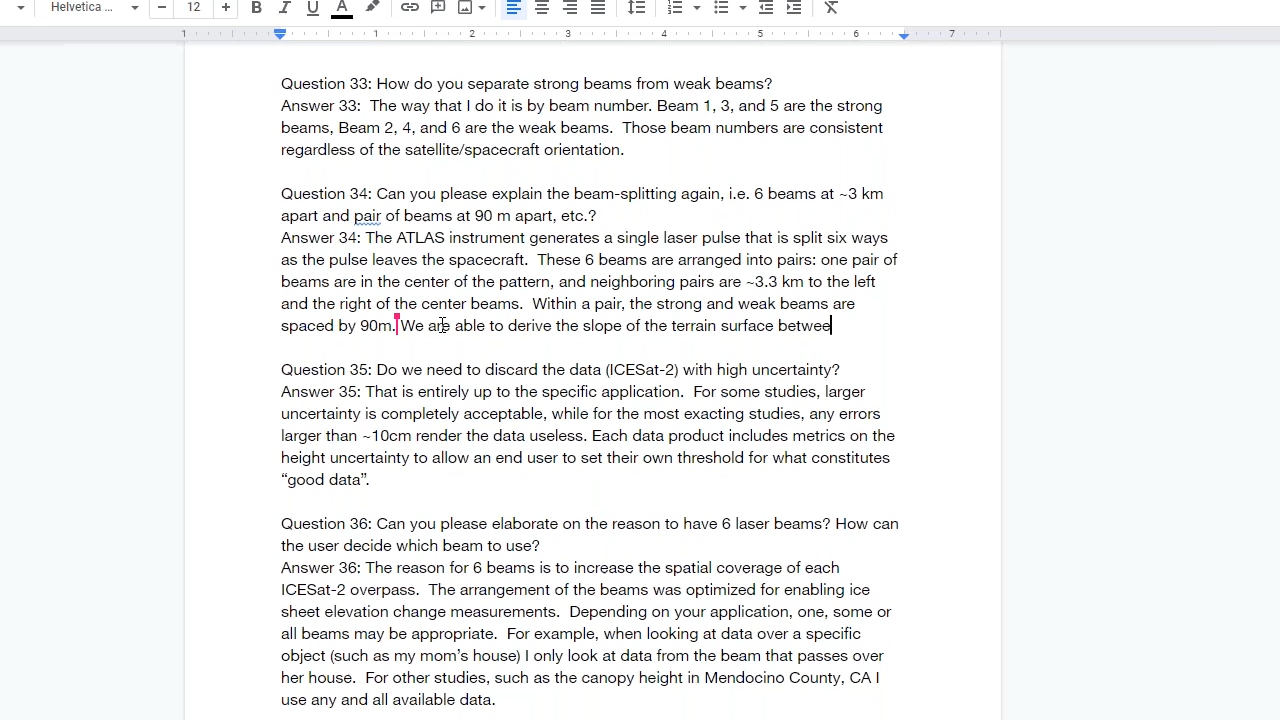 Helvetica ... 12 B I U A
1 1 2 3 4 5 6 7
Question 33: How do you separate strong beams from weak beams?
Answer 33:  The way that I do it is by beam number. Beam 1, 3, and 5 are the strong
beams, Beam 2, 4, and 6 are the weak beams.  Those beam numbers are consistent
regardless of the satellite/spacecraft orientation.
Question 34: Can you please explain the beam-splitting again, i.e. 6 beams at ~3 km
apart and pair of beams at 90 m apart, etc.?
Answer 34: The ATLAS instrument generates a single laser pulse that is split six ways
as the pulse leaves the spacecraft.  These 6 beams are arranged into pairs: one pair of
beams are in the center of the pattern, and neighboring pairs are ~3.3 km to the left
and the right of the center beams.  Within a pair, the strong and weak beams are
spaced by 90m. We are able to derive the slope of the terrain surface betwee
Question 35: Do we need to discard the data (ICESat-2) with high uncertainty?
Answer 35: That is entirely up to the specific application.  For some studies, larger
uncertainty is completely acceptable, while for the most exacting studies, any errors
larger than ~10cm render the data useless. Each data product includes metrics on the
height uncertainty to allow an end user to set their own threshold for what constitutes
“good data”.
Question 36: Can you please elaborate on the reason to have 6 laser beams? How can
the user decide which beam to use?
Answer 36: The reason for 6 beams is to increase the spatial coverage of each
ICESat-2 overpass.  The arrangement of the beams was optimized for enabling ice
sheet elevation change measurements.  Depending on your application, one, some or
all beams may be appropriate.  For example, when looking at data over a specific
object (such as my mom’s house) I only look at data from the beam that passes over
her house.  For other studies, such as the canopy height in Mendocino County, CA I
use any and all available data.